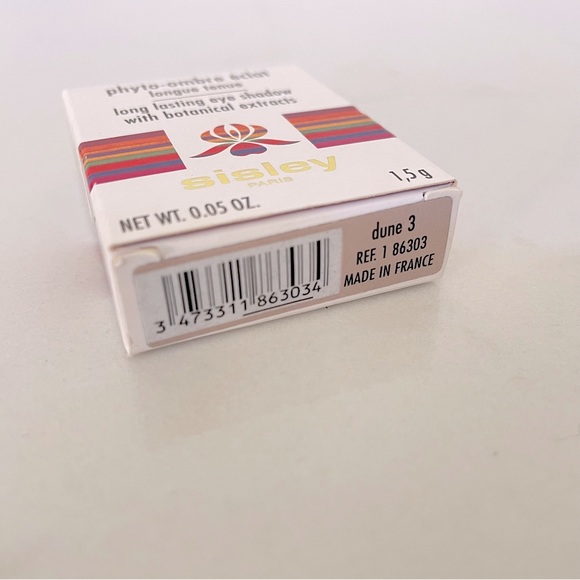 phyto-ombre éclat
longue tenue
long lasting eye shadow
with botanical extracts
sisley
PARIS
NET WT. 0.05 OZ.
1,5 g
dune 3
REF. 1 86303
MADE IN FRANCE
3 473311 863034